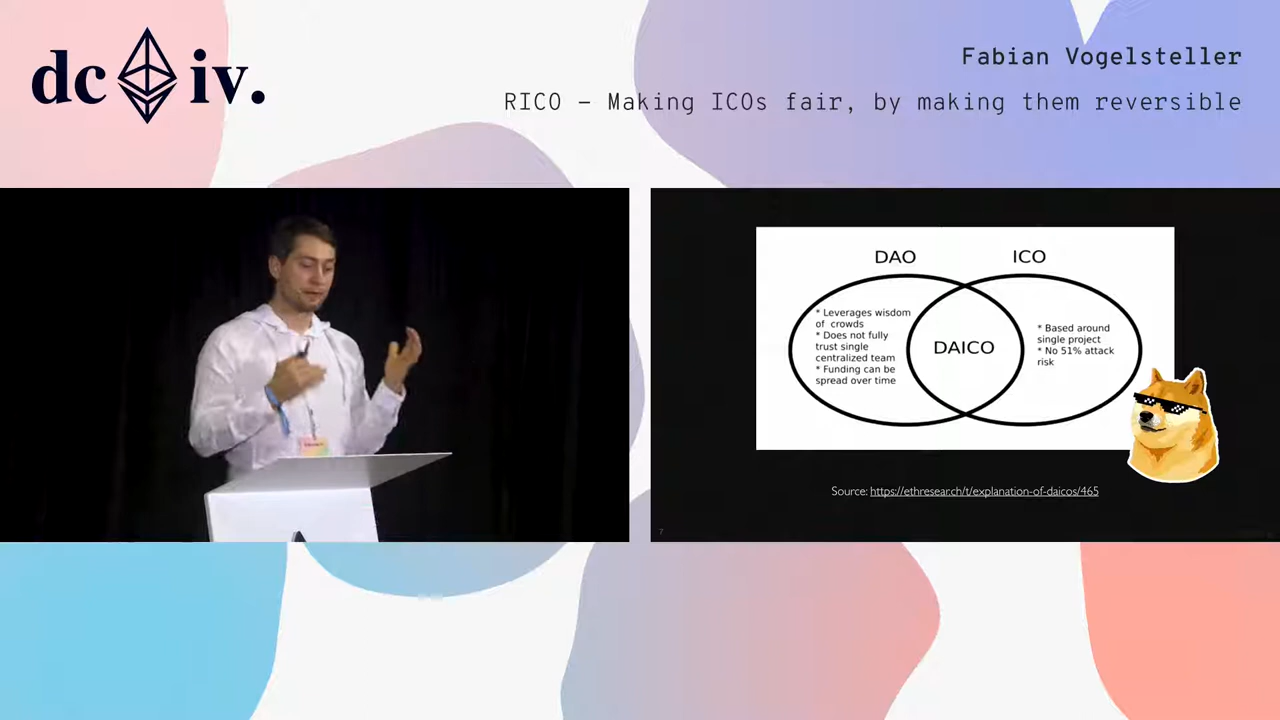 dc iv.
Fabian Vogelsteller
RICO – Making ICOs fair, by making them reversible
DAO
ICO
* Leverages wisdom
of crowds
* Does not fully
trust single
centralized team
* Funding can be
spread over time
DAICO
* Based around
single project
* No 51% attack
risk
Source: https://ethresear.ch/t/explanation-of-daicos/465
7